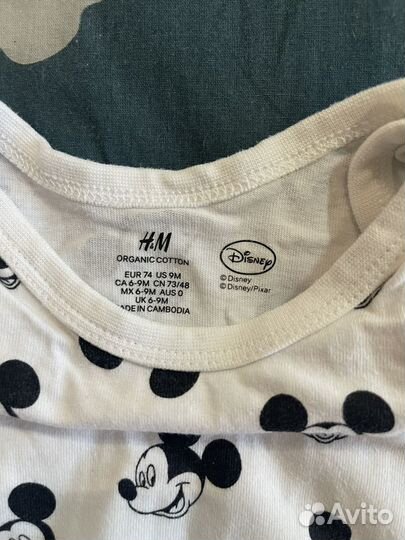 H&M
ORGANIC COTTON
EUR 74 US 9M
CA 6-9M CN 73/48
MX 6-9M AUS 0
UK 6-9M
MADE IN CAMBODIA
Disney
© Disney
© Disney/Pixar
Avito